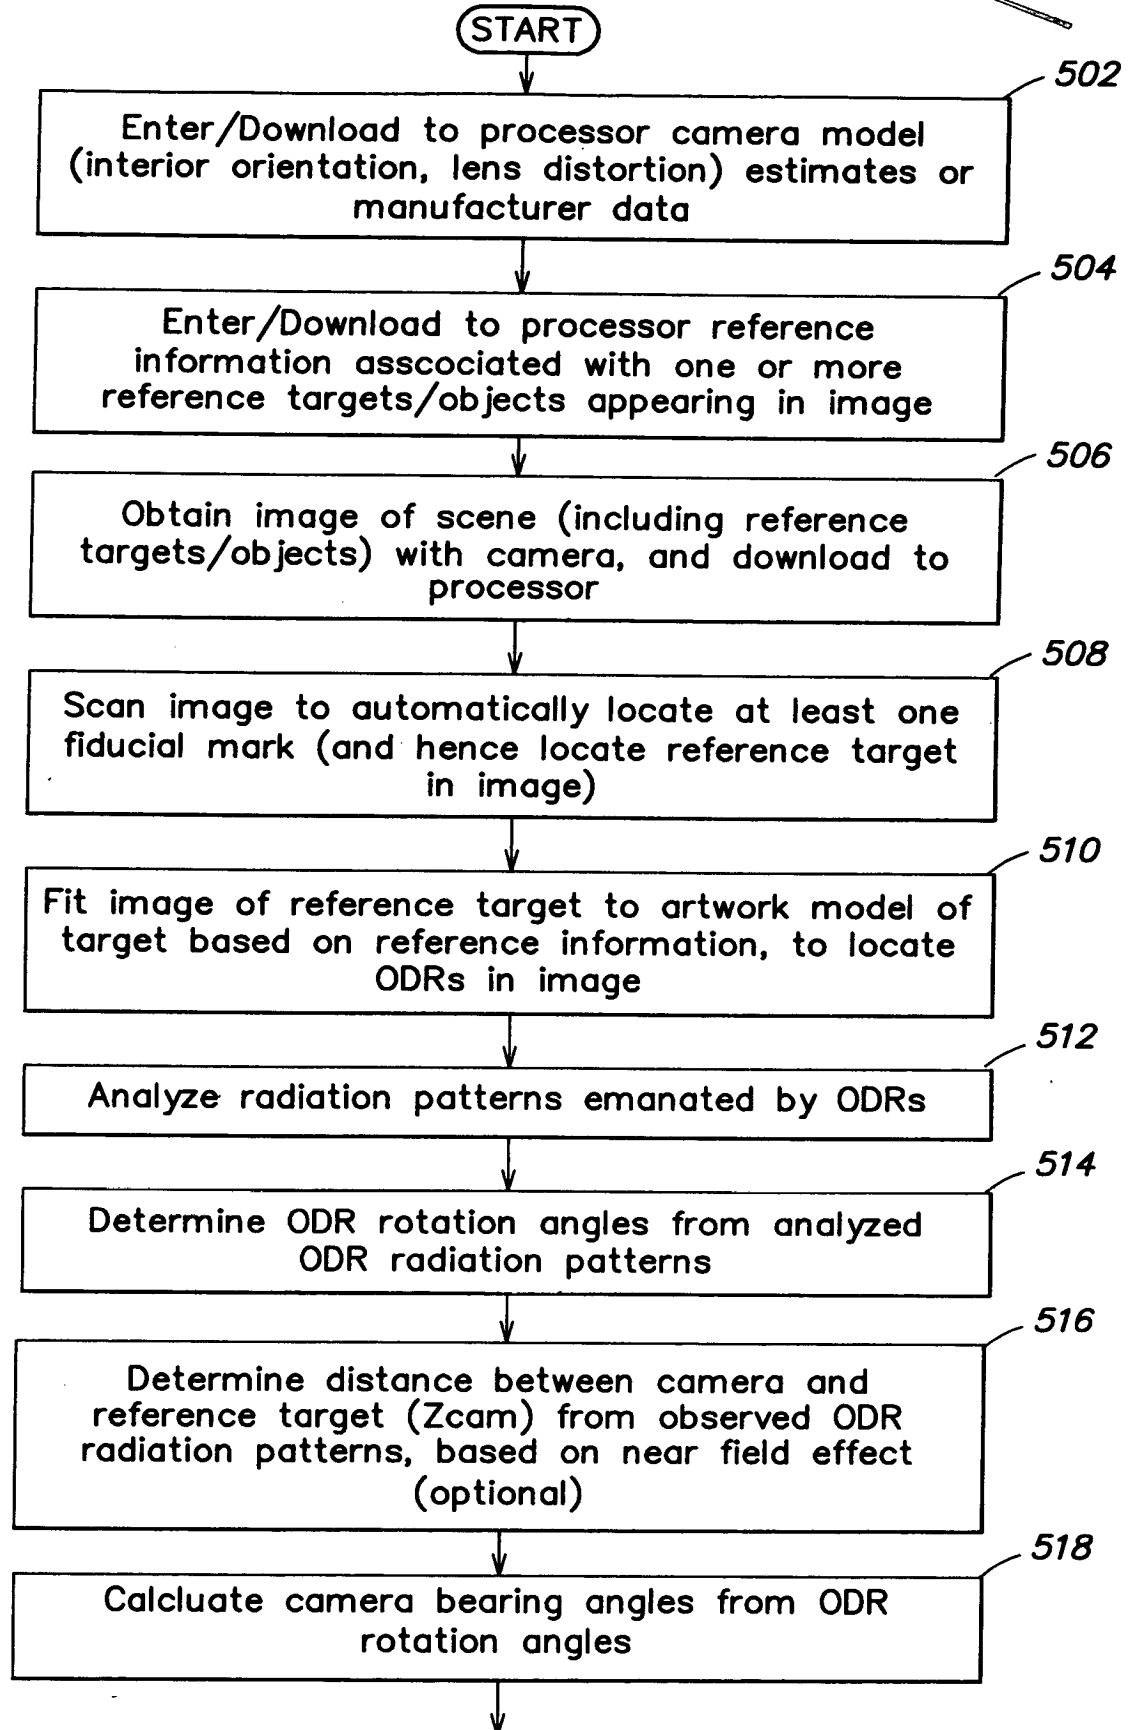 START
502
Enter/Download to processor camera model
(interior orientation, lens distortion) estimates or
manufacturer data
504
Enter/Download to processor reference
information asscociated with one or more
reference targets/objects appearing in image
506
Obtain image of scene (including reference
targets/objects) with camera, and download to
processor
508
Scan image to automatically locate at least one
fiducial mark (and hence locate reference target
in image)
510
Fit image of reference target to artwork model of
target based on reference information, to locate
ODRs in image
512
Analyze radiation patterns emanated by ODRs
514
Determine ODR rotation angles from analyzed
ODR radiation patterns
516
Determine distance between camera and
reference target (Zcam) from observed ODR
radiation patterns, based on near field effect
(optional)
518
Calcluate camera bearing angles from ODR
rotation angles